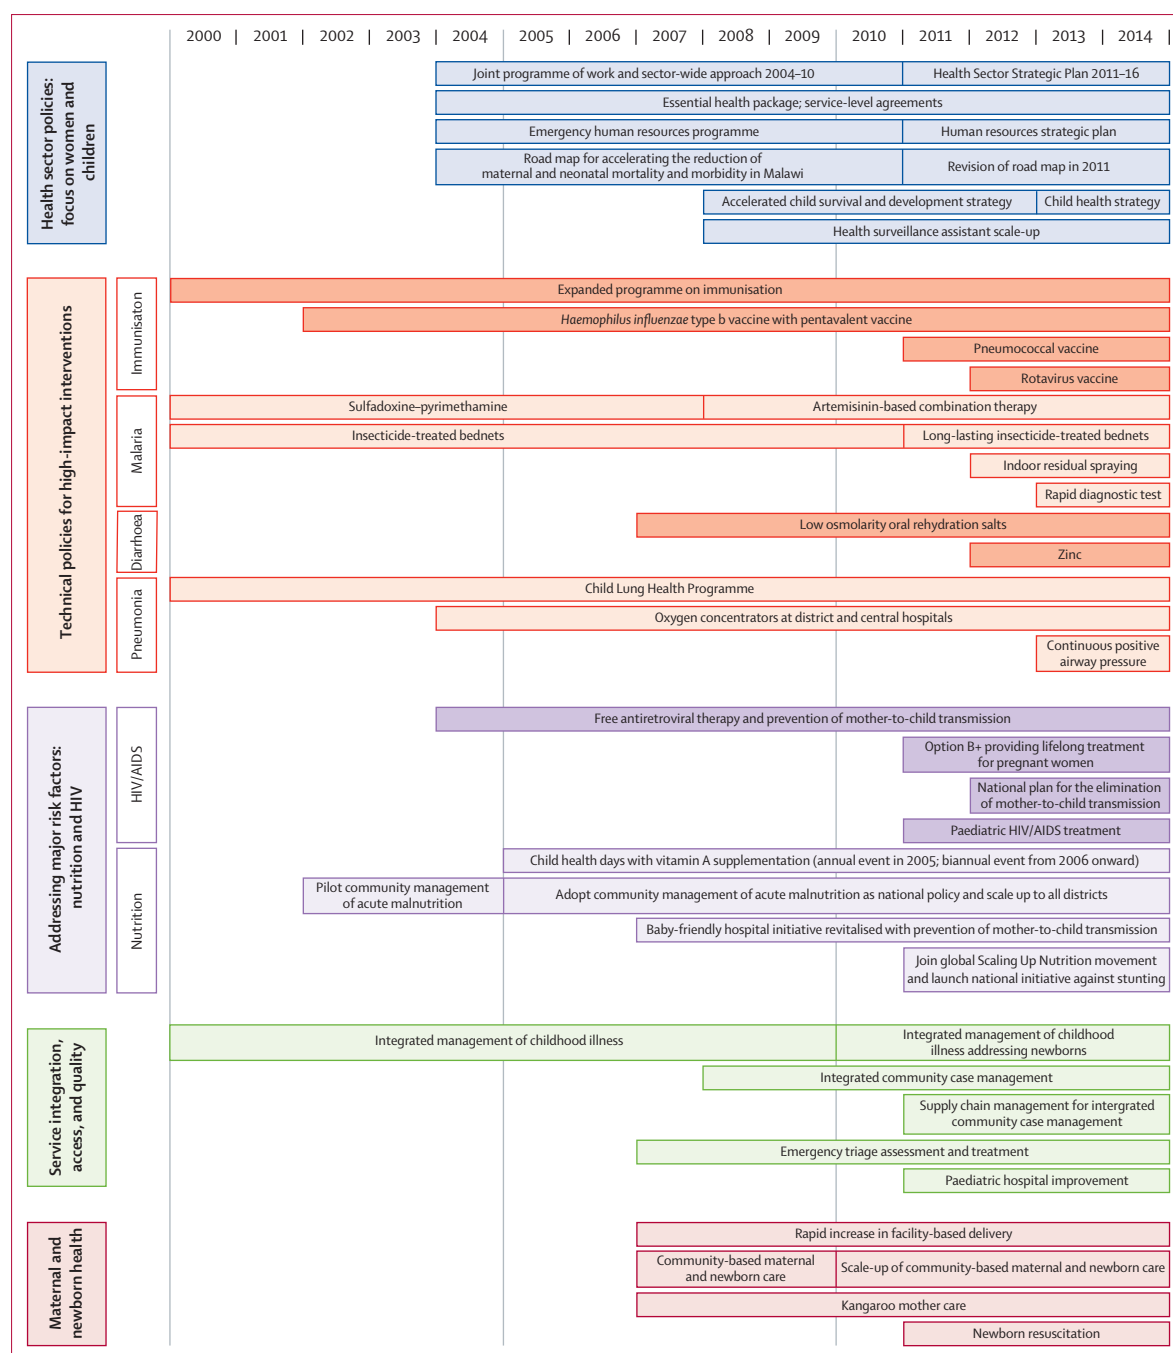 2000 | 2001 | 2002 | 2003 | 2004 | 2005 | 2006 | 2007 | 2008 | 2009 | 2010 | 2011 | 2012 | 2013 | 2014
Health sector policies:
focus on women and
children
Joint programme of work and sector-wide approach 2004–10
Health Sector Strategic Plan 2011–16
Essential health package; service-level agreements
Emergency human resources programme
Human resources strategic plan
Road map for accelerating the reduction of
maternal and neonatal mortality and morbidity in Malawi
Revision of road map in 2011
Accelerated child survival and development strategy
Child health strategy
Health surveillance assistant scale-up
Technical policies for high-impact interventions
Immunisaton
Expanded programme on immunisation
Haemophilus influenzae type b vaccine with pentavalent vaccine
Pneumococcal vaccine
Rotavirus vaccine
Malaria
Sulfadoxine–pyrimethamine
Artemisinin-based combination therapy
Insecticide-treated bednets
Long-lasting insecticide-treated bednets
Indoor residual spraying
Rapid diagnostic test
Diarrhoea
Low osmolarity oral rehydration salts
Zinc
Pneumonia
Child Lung Health Programme
Oxygen concentrators at district and central hospitals
Continuous positive
airway pressure
Addressing major risk factors:
nutrition and HIV
HIV/AIDS
Free antiretroviral therapy and prevention of mother-to-child transmission
Option B+ providing lifelong treatment
for pregnant women
National plan for the elimination
of mother-to-child transmission
Paediatric HIV/AIDS treatment
Nutrition
Child health days with vitamin A supplementation (annual event in 2005; biannual event from 2006 onward)
Pilot community management
of acute malnutrition
Adopt community management of acute malnutrition as national policy and scale up to all districts
Baby-friendly hospital initiative revitalised with prevention of mother-to-child transmission
Join global Scaling Up Nutrition movement
and launch national initiative against stunting
Service integration,
access, and quality
Integrated management of childhood illness
Integrated management of childhood
illness addressing newborns
Integrated community case management
Supply chain management for intergrated
community case management
Emergency triage assessment and treatment
Paediatric hospital improvement
Maternal and
newborn health
Rapid increase in facility-based delivery
Community-based maternal
and newborn care
Scale-up of community-based maternal and newborn care
Kangaroo mother care
Newborn resuscitation